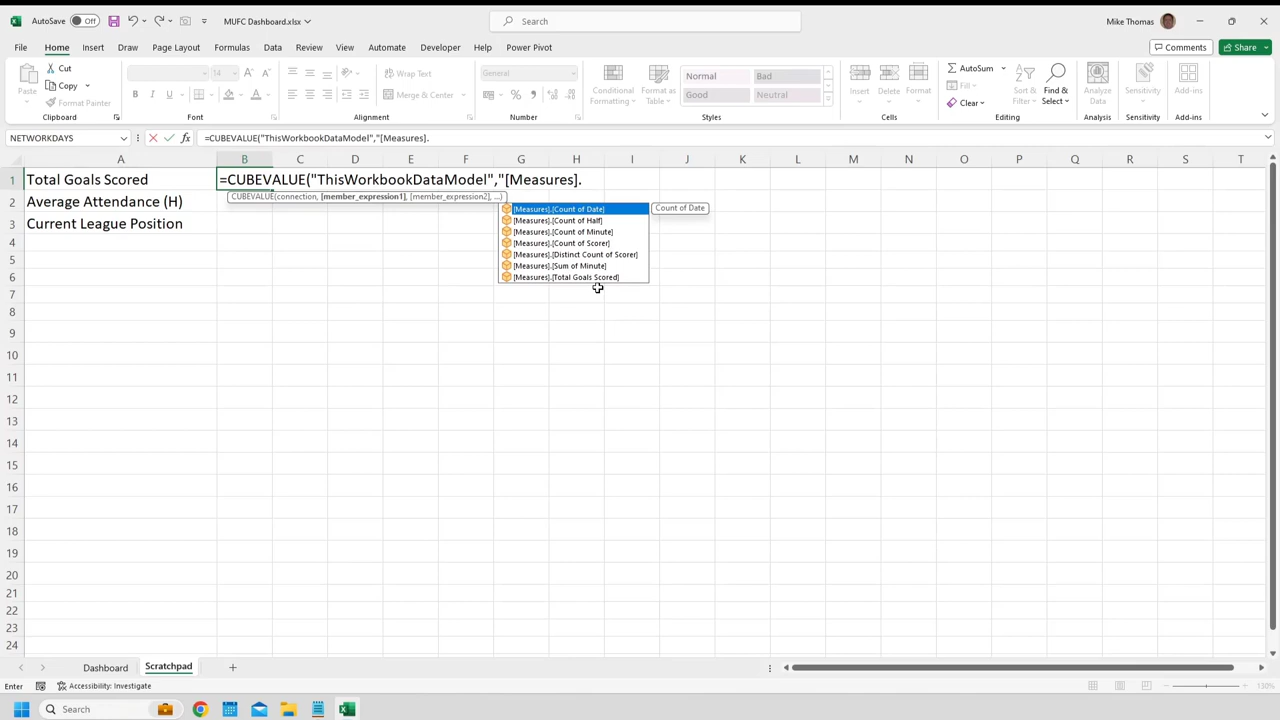 AutoSave Off MUFC Dashboard.xlsx Search Mike Thomas
File Home Insert Draw Page Layout Formulas Data Review View Automate Developer Help Power Pivot Comments Share
Paste Cut Copy Format Painter
Clipboard
14 A A
B I U A
Font
Wrap Text
Merge & Center
Alignment
General
% 9
Number
Conditional Formatting Format as Table
Normal Bad
Good Neutral
Styles
Insert Delete Format
Cells
AutoSum Fill Clear
Sort & Filter Find & Select
Editing
Analyze Data
Analysis
Sensitivity
Sensitivity
Add-ins
Add-ins
NETWORKDAYS fx =CUBEVALUE("ThisWorkbookDataModel","[Measures].
A B C D E F G H I J K L M N O P Q R S T
1 Total Goals Scored =CUBEVALUE("ThisWorkbookDataModel","[Measures].
CUBEVALUE(connection, [member_expression1], [member_expression2], ...)
2 Average Attendance (H)
3 Current League Position
[Measures].[Count of Date] Count of Date
[Measures].[Count of Half]
[Measures].[Count of Minute]
[Measures].[Count of Scorer]
[Measures].[Distinct Count of Scorer]
[Measures].[Sum of Minute]
[Measures].[Total Goals Scored]
4
5
6
7
8
9
10
11
12
13
14
15
16
17
18
19
20
21
22
23
24
Dashboard Scratchpad
Enter Accessibility: Investigate 130%
Search